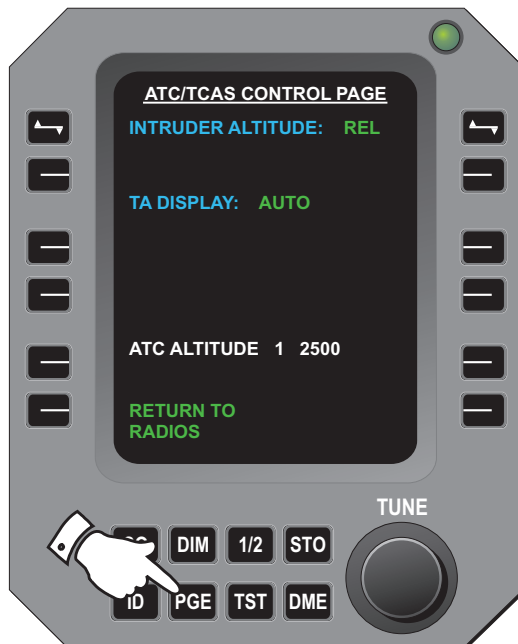 ATC/TCAS CONTROL PAGE
INTRUDER ALTITUDE: REL
TA DISPLAY: AUTO
ATC ALTITUDE 1 2500
RETURN TO
RADIOS
TUNE
DIM 1/2 STO
ID PGE TST DME